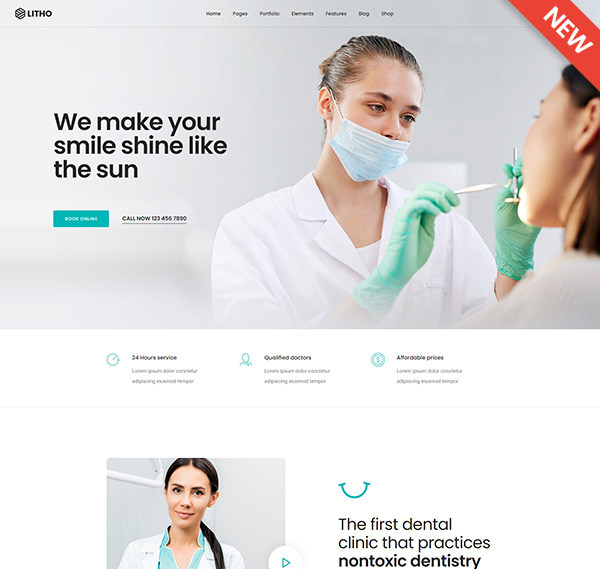 LITHO
Home Pages Portfolio Elements Features Blog Shop
NEW
We make your
smile shine like
the sun
BOOK ONLINE
CALL NOW 123 456 7890
24 Hours service
Lorem ipsum dolor consectetur
adipiscing eiusmod tempor
Qualified doctors
Lorem ipsum dolor consectetur
adipiscing eiusmod tempor
Affordable prices
Lorem ipsum dolor consectetur
adipiscing eiusmod tempor
The first dental
clinic that practices
nontoxic dentistry